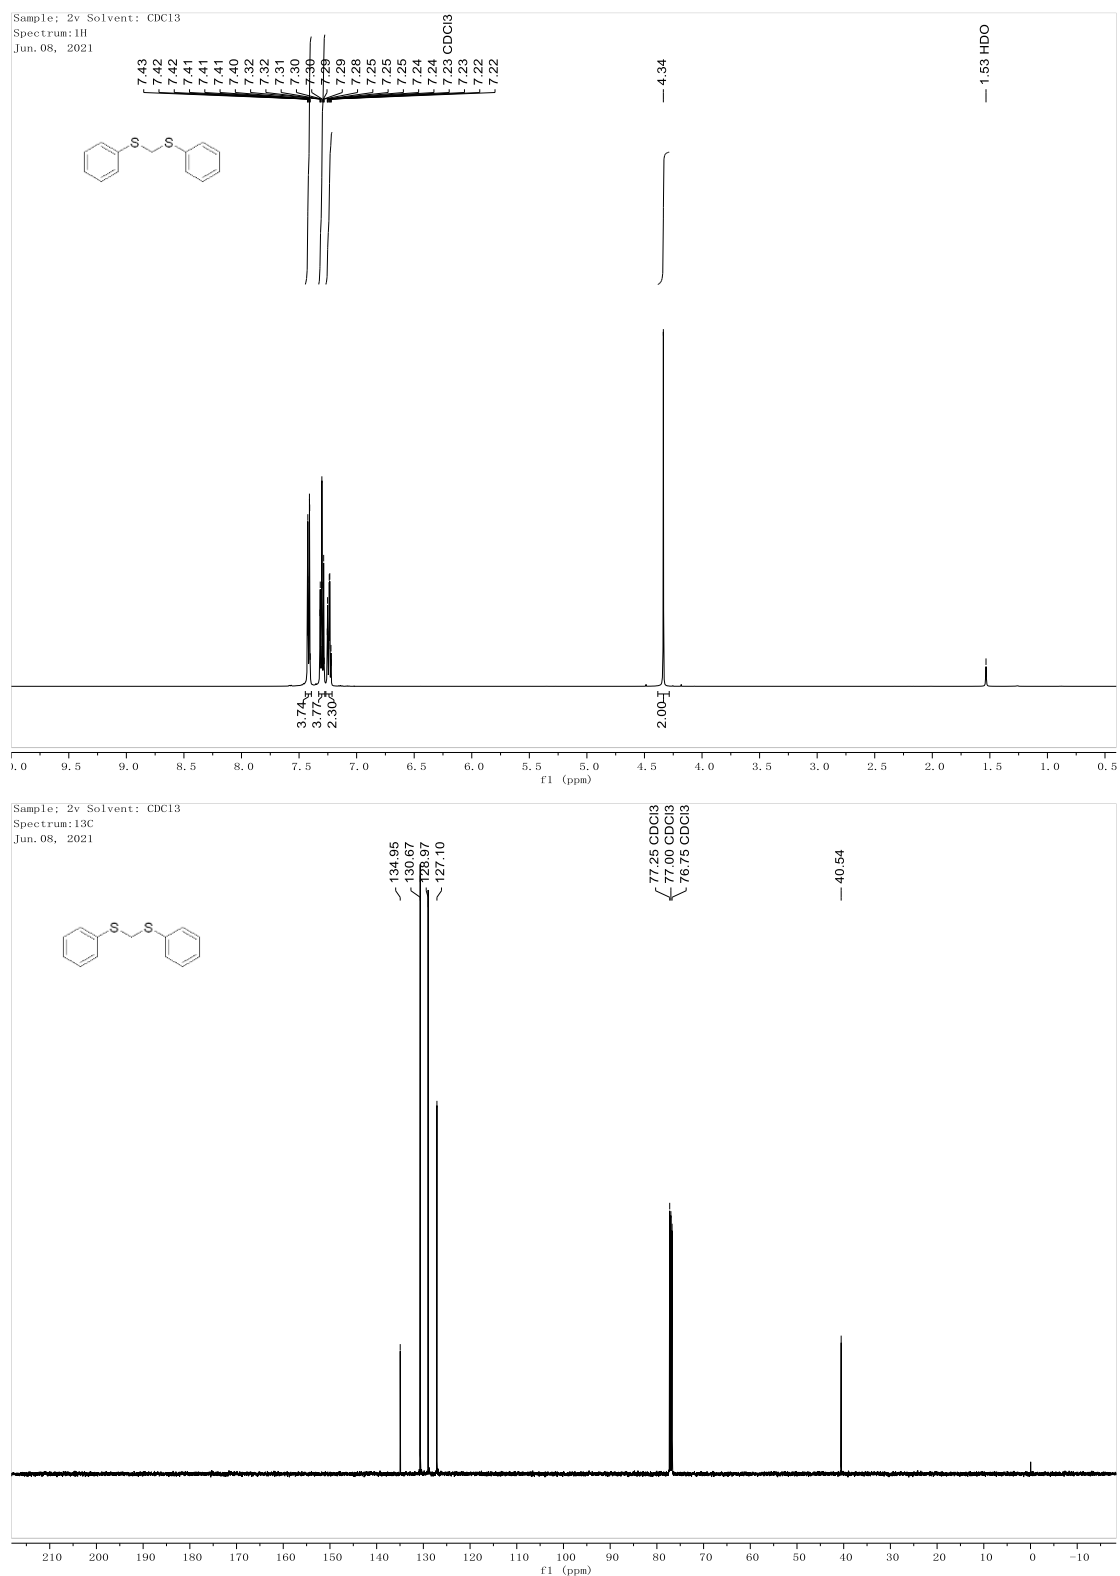 Sample; 2v Solvent: CDCl3
Spectrum:1H
Jun.08, 2021
7.43
7.42
7.42
7.41
7.41
7.41
7.40
7.32
7.32
7.31
7.30
7.30
7.29
7.29
7.28
7.25
7.25
7.25
7.24
7.24
7.23 CDCl3
7.23
7.22
7.22
4.34
1.53 HDO
S S
3.74
3.77
2.30
2.00
0.0 9.5 9.0 8.5 8.0 7.5 7.0 6.5 6.0 5.5 5.0 4.5 4.0 3.5 3.0 2.5 2.0 1.5 1.0 0.5
f1 (ppm)
Sample; 2v Solvent: CDCl3
Spectrum:13C
Jun.08, 2021
134.95
130.67
128.97
127.10
77.25 CDCl3
77.00 CDCl3
76.75 CDCl3
40.54
S S
210 200 190 180 170 160 150 140 130 120 110 100 90 80 70 60 50 40 30 20 10 0 -10
f1 (ppm)